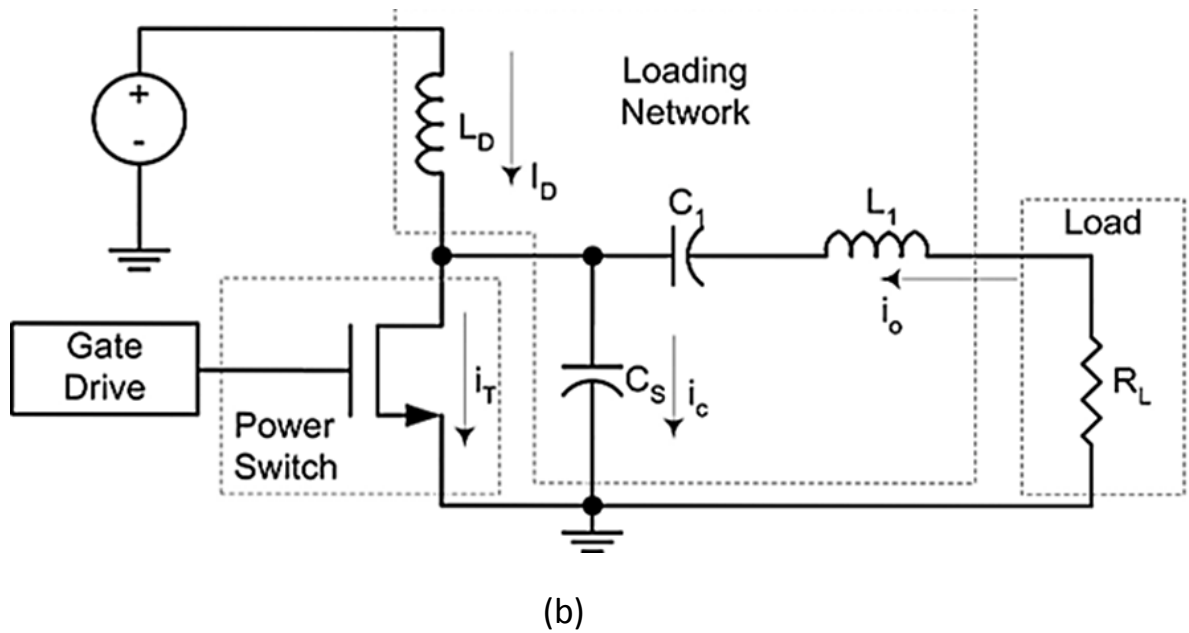 Loading
Network
+
-
L_D
I_D
C_1
L_1
Load
i_o
Gate
Drive
i_T
C_S
i_c
R_L
Power
Switch
(b)